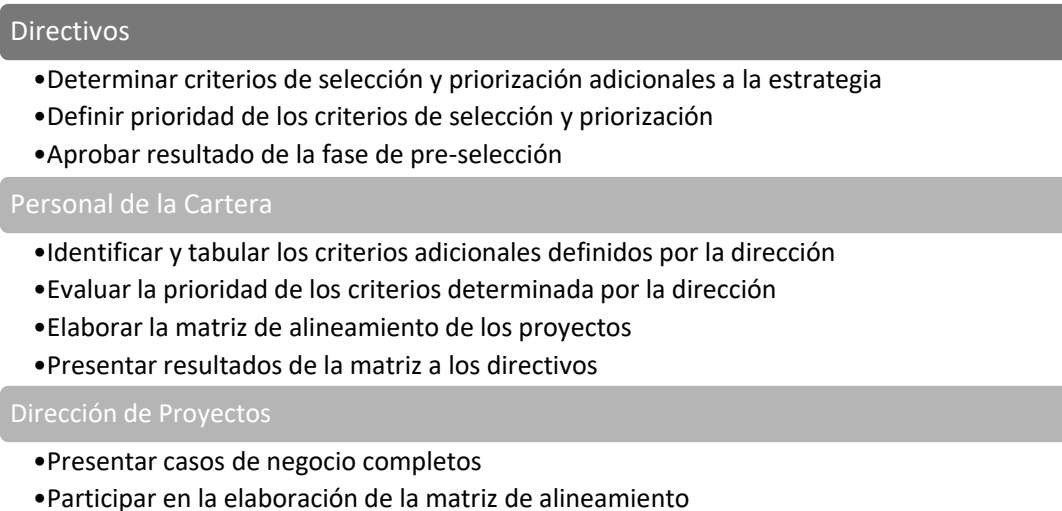 Directivos
•Determinar criterios de selección y priorización adicionales a la estrategia
•Definir prioridad de los criterios de selección y priorización
•Aprobar resultado de la fase de pre-selección
Personal de la Cartera
•Identificar y tabular los criterios adicionales definidos por la dirección
•Evaluar la prioridad de los criterios determinada por la dirección
•Elaborar la matriz de alineamiento de los proyectos
•Presentar resultados de la matriz a los directivos
Dirección de Proyectos
•Presentar casos de negocio completos
•Participar en la elaboración de la matriz de alineamiento